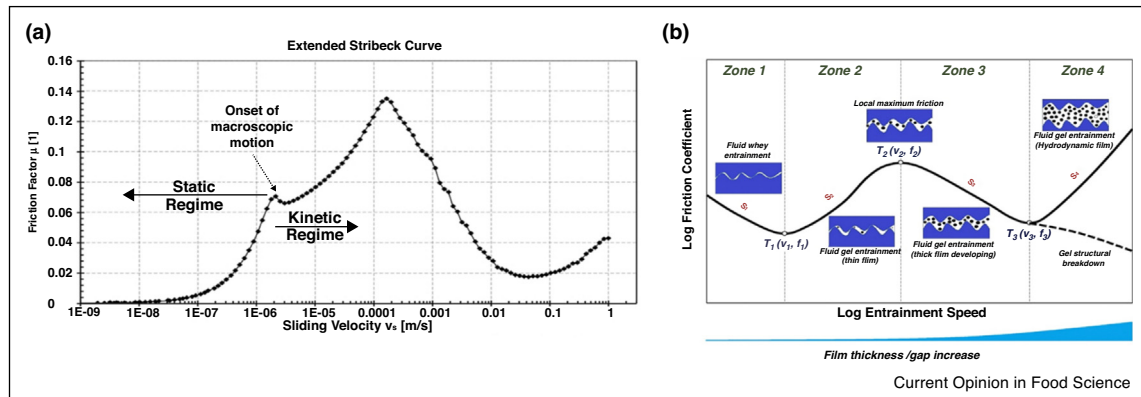 (a)
Extended Stribeck Curve
Friction Factor µ [1]
0.16
0.14
0.12
0.10
0.08
0.06
0.04
0.02
0
Onset of
macroscopic
motion
Static
Regime
Kinetic
Regime
1E-09 1E-08 1E-07 1E-06 1E-05 0.0001 0.001 0.01 0.1 1
Sliding Velocity vs [m/s]
(b)
Zone 1 Zone 2 Zone 3 Zone 4
Log Friction Coefficient
Fluid whey
entrainment
T1 (v1, f1)
Fluid gel entrainment
(thin film)
Local maximum friction
T2 (v2, f2)
Fluid gel entrainment
(thick flim developing)
T3 (v3, f3)
Fluid gel entrainment
(Hydrodynamic film)
Gel structural
breakdown
Log Entrainment Speed
Film thickness /gap increase
Current Opinion in Food Science